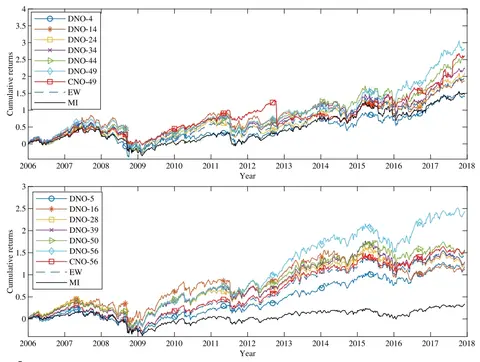 4
3.5
3
2.5
2
1.5
1
0.5
0
Cumulative returns
DNO-4
DNO-14
DNO-24
DNO-34
DNO-44
DNO-49
CNO-49
EW
MI
2006 2007 2008 2009 2010 2011 2012 2013 2014 2015 2016 2017 2018
Year
3
2.5
2
1.5
1
0.5
0
Cumulative returns
DNO-5
DNO-16
DNO-28
DNO-39
DNO-50
DNO-56
CNO-56
EW
MI
2006 2007 2008 2009 2010 2011 2012 2013 2014 2015 2016 2017 2018
Year